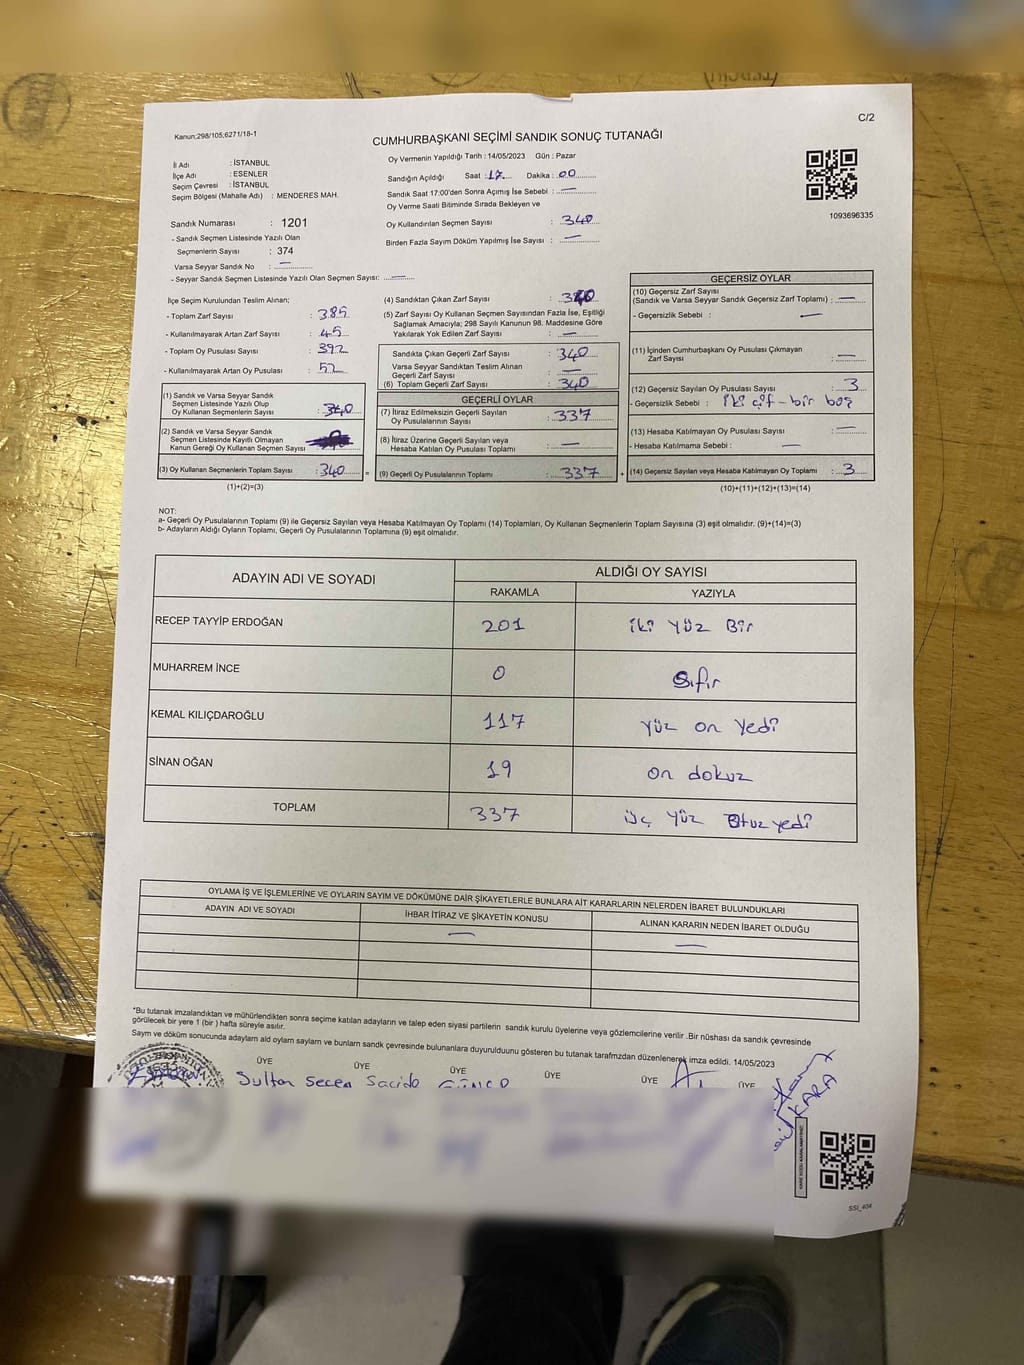 C/2
Kanun;298/105;6271/18-1
CUMHURBAŞKANI SEÇİMİ SANDIK SONUÇ TUTANAĞI
İl Adı : İSTANBUL
İlçe Adı : ESENLER
Seçim Çevresi : İSTANBUL
Seçim Bölgesi (Mahalle Adı) : MENDERES MAH.
Sandık Numarası : 1201
- Sandık Seçmen Listesinde Yazılı Olan
Seçmenlerin Sayısı : 374
Varsa Seyyar Sandık No : —
- Seyyar Sandık Seçmen Listesinde Yazılı Olan Seçmen Sayısı: —
Oy Vermenin Yapıldığı Tarih : 14/05/2023 Gün : Pazar
Sandığın Açıldığı Saat : 17 Dakika : 00
Sandık Saat 17:00'den Sonra Açımış İse Sebebi : —
Oy Verme Saati Bitiminde Sırada Bekleyen ve
Oy Kullandırılan Seçmen Sayısı : 340
Birden Fazla Sayım Döküm Yapılmış İse Sayısı : —
1093696335
İlçe Seçim Kurulundan Teslim Alınan;
- Toplam Zarf Sayısı : 385
- Kullanılmayarak Artan Zarf Sayısı : 45
- Toplam Oy Pusulası Sayısı : 392
- Kullanılmayarak Artan Oy Pusulası : 52
(1) Sandık ve Varsa Seyyar Sandık
Seçmen Listesinde Yazılı Olup
Oy Kullanan Seçmenlerin Sayısı : 340
(2) Sandık ve Varsa Seyyar Sandık
Seçmen Listesinde Kayıtlı Olmayan
Kanun Gereği Oy Kullanan Seçmen Sayısı :
(3) Oy Kullanan Seçmenlerin Toplam Sayısı : 340 =
(1)+(2)=(3)
(4) Sandıktan Çıkan Zarf Sayısı : 340
(5) Zarf Sayısı Oy Kullanan Seçmen Sayısından Fazla İse, Eşitliği
Sağlamak Amacıyla; 298 Sayılı Kanunun 98. Maddesine Göre
Yakılarak Yok Edilen Zarf Sayısı : —
Sandıkta Çıkan Geçerli Zarf Sayısı : 340
Varsa Seyyar Sandıktan Teslim Alınan
Geçerli Zarf Sayısı : —
(6) Toplam Geçerli Zarf Sayısı : 340
GEÇERLİ OYLAR
(7) İtiraz Edilmeksizin Geçerli Sayılan
Oy Pusulalarının Sayısı : 337
(8) İtiraz Üzerine Geçerli Sayılan veya
Hesaba Katılan Oy Pusulası Toplamı : —
(9) Geçerli Oy Pusulalarının Toplamı : 337 +
GEÇERSİZ OYLAR
(10) Geçersiz Zarf Sayısı
(Sandık ve Varsa Seyyar Sandık Geçersiz Zarf Toplamı) : —
- Geçersizlik Sebebi : —
(11) İçinden Cumhurbaşkanı Oy Pusulası Çıkmayan
Zarf Sayısı : —
(12) Geçersiz Sayılan Oy Pusulası Sayısı : 3
- Geçersizlik Sebebi : iki çift - bir boş
(13) Hesaba Katılmayan Oy Pusulası Sayısı : —
- Hesaba Katılmama Sebebi : —
(14) Geçersiz Sayılan veya Hesaba Katılmayan Oy Toplamı : 3
(10)+(11)+(12)+(13)=(14)
NOT:
a- Geçerli Oy Pusulalarının Toplamı (9) ile Geçersiz Sayılan veya Hesaba Katılmayan Oy Toplamı (14) Toplamları, Oy Kullanan Seçmenlerin Toplam Sayısına (3) eşit olmalıdır. (9)+(14)=(3)
b- Adayların Aldığı Oyların Toplamı, Geçerli Oy Pusulalarının Toplamına (9) eşit olmalıdır.
ADAYIN ADI VE SOYADI ALDIĞI OY SAYISI
RAKAMLA YAZIYLA
RECEP TAYYİP ERDOĞAN 201 iki yüz Bir
MUHARREM İNCE 0 Sıfır
KEMAL KILIÇDAROĞLU 117 yüz on yedi
SİNAN OĞAN 19 on dokuz
TOPLAM 337 üç yüz otuz yedi
OYLAMA İŞ VE İŞLEMLERİNE VE OYLARIN SAYIM VE DÖKÜMÜNE DAİR ŞİKAYETLERLE BUNLARA AİT KARARLARIN NELERDEN İBARET BULUNDUKLARI
ADAYIN ADI VE SOYADI İHBAR İTİRAZ VE ŞİKAYETİN KONUSU ALINAN KARARIN NEDEN İBARET OLDUĞU
— —
*Bu tutanak imzalandıktan ve mühürlendikten sonra seçime katılan adayların ve talep eden siyasi partilerin sandık kurulu üyelerine veya gözlemcilerine verilir .Bir nüshası da sandık çevresinde
görülecek bir yere 1 (bir ) hafta süreyle asılır.
Sayım ve döküm sonucunda adaylam ald oylam saylam ve bunlam sandk çevresinde bulunanlara duyurulduunu gösteren bu tutanak tarafmzdan düzenlenerek imza edildi. 14/05/2023
ÜYE ÜYE ÜYE ÜYE ÜYE ÜYE
Sultan Secen Sacide
KARA
SSI_404